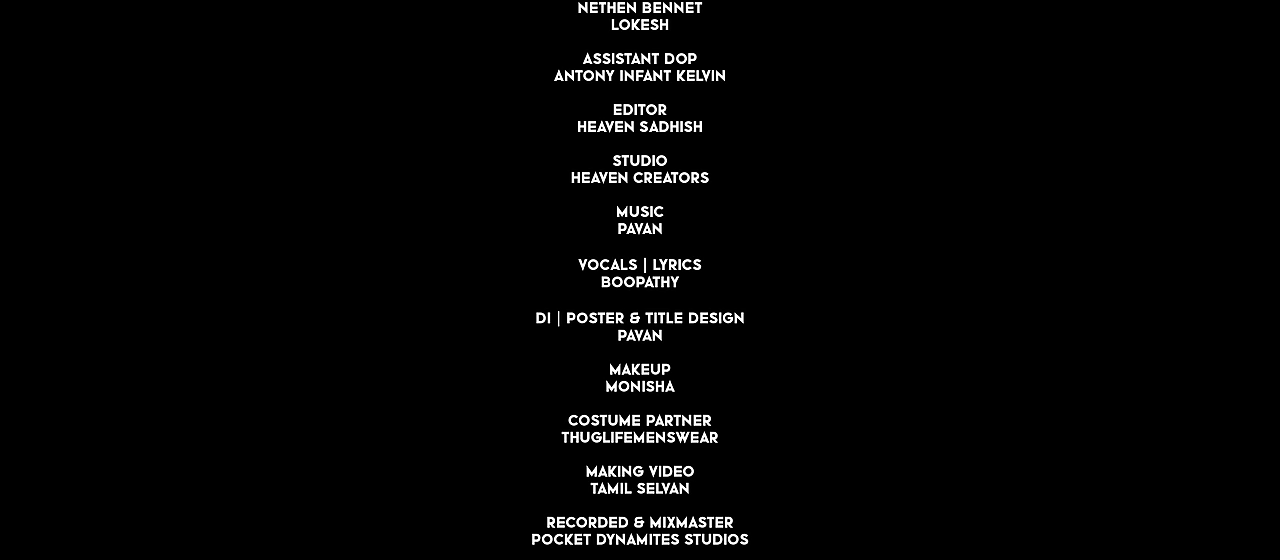 NETHEN BENNET
LOKESH
ASSISTANT DOP
ANTONY INFANT KELVIN
EDITOR
HEAVEN SADHISH
STUDIO
HEAVEN CREATORS
MUSIC
PAVAN
VOCALS | LYRICS
BOOPATHY
DI | POSTER & TITLE DESIGN
PAVAN
MAKEUP
MONISHA
COSTUME PARTNER
THUGLIFEMENSWEAR
MAKING VIDEO
TAMIL SELVAN
RECORDED & MIXMASTER
POCKET DYNAMITES STUDIOS